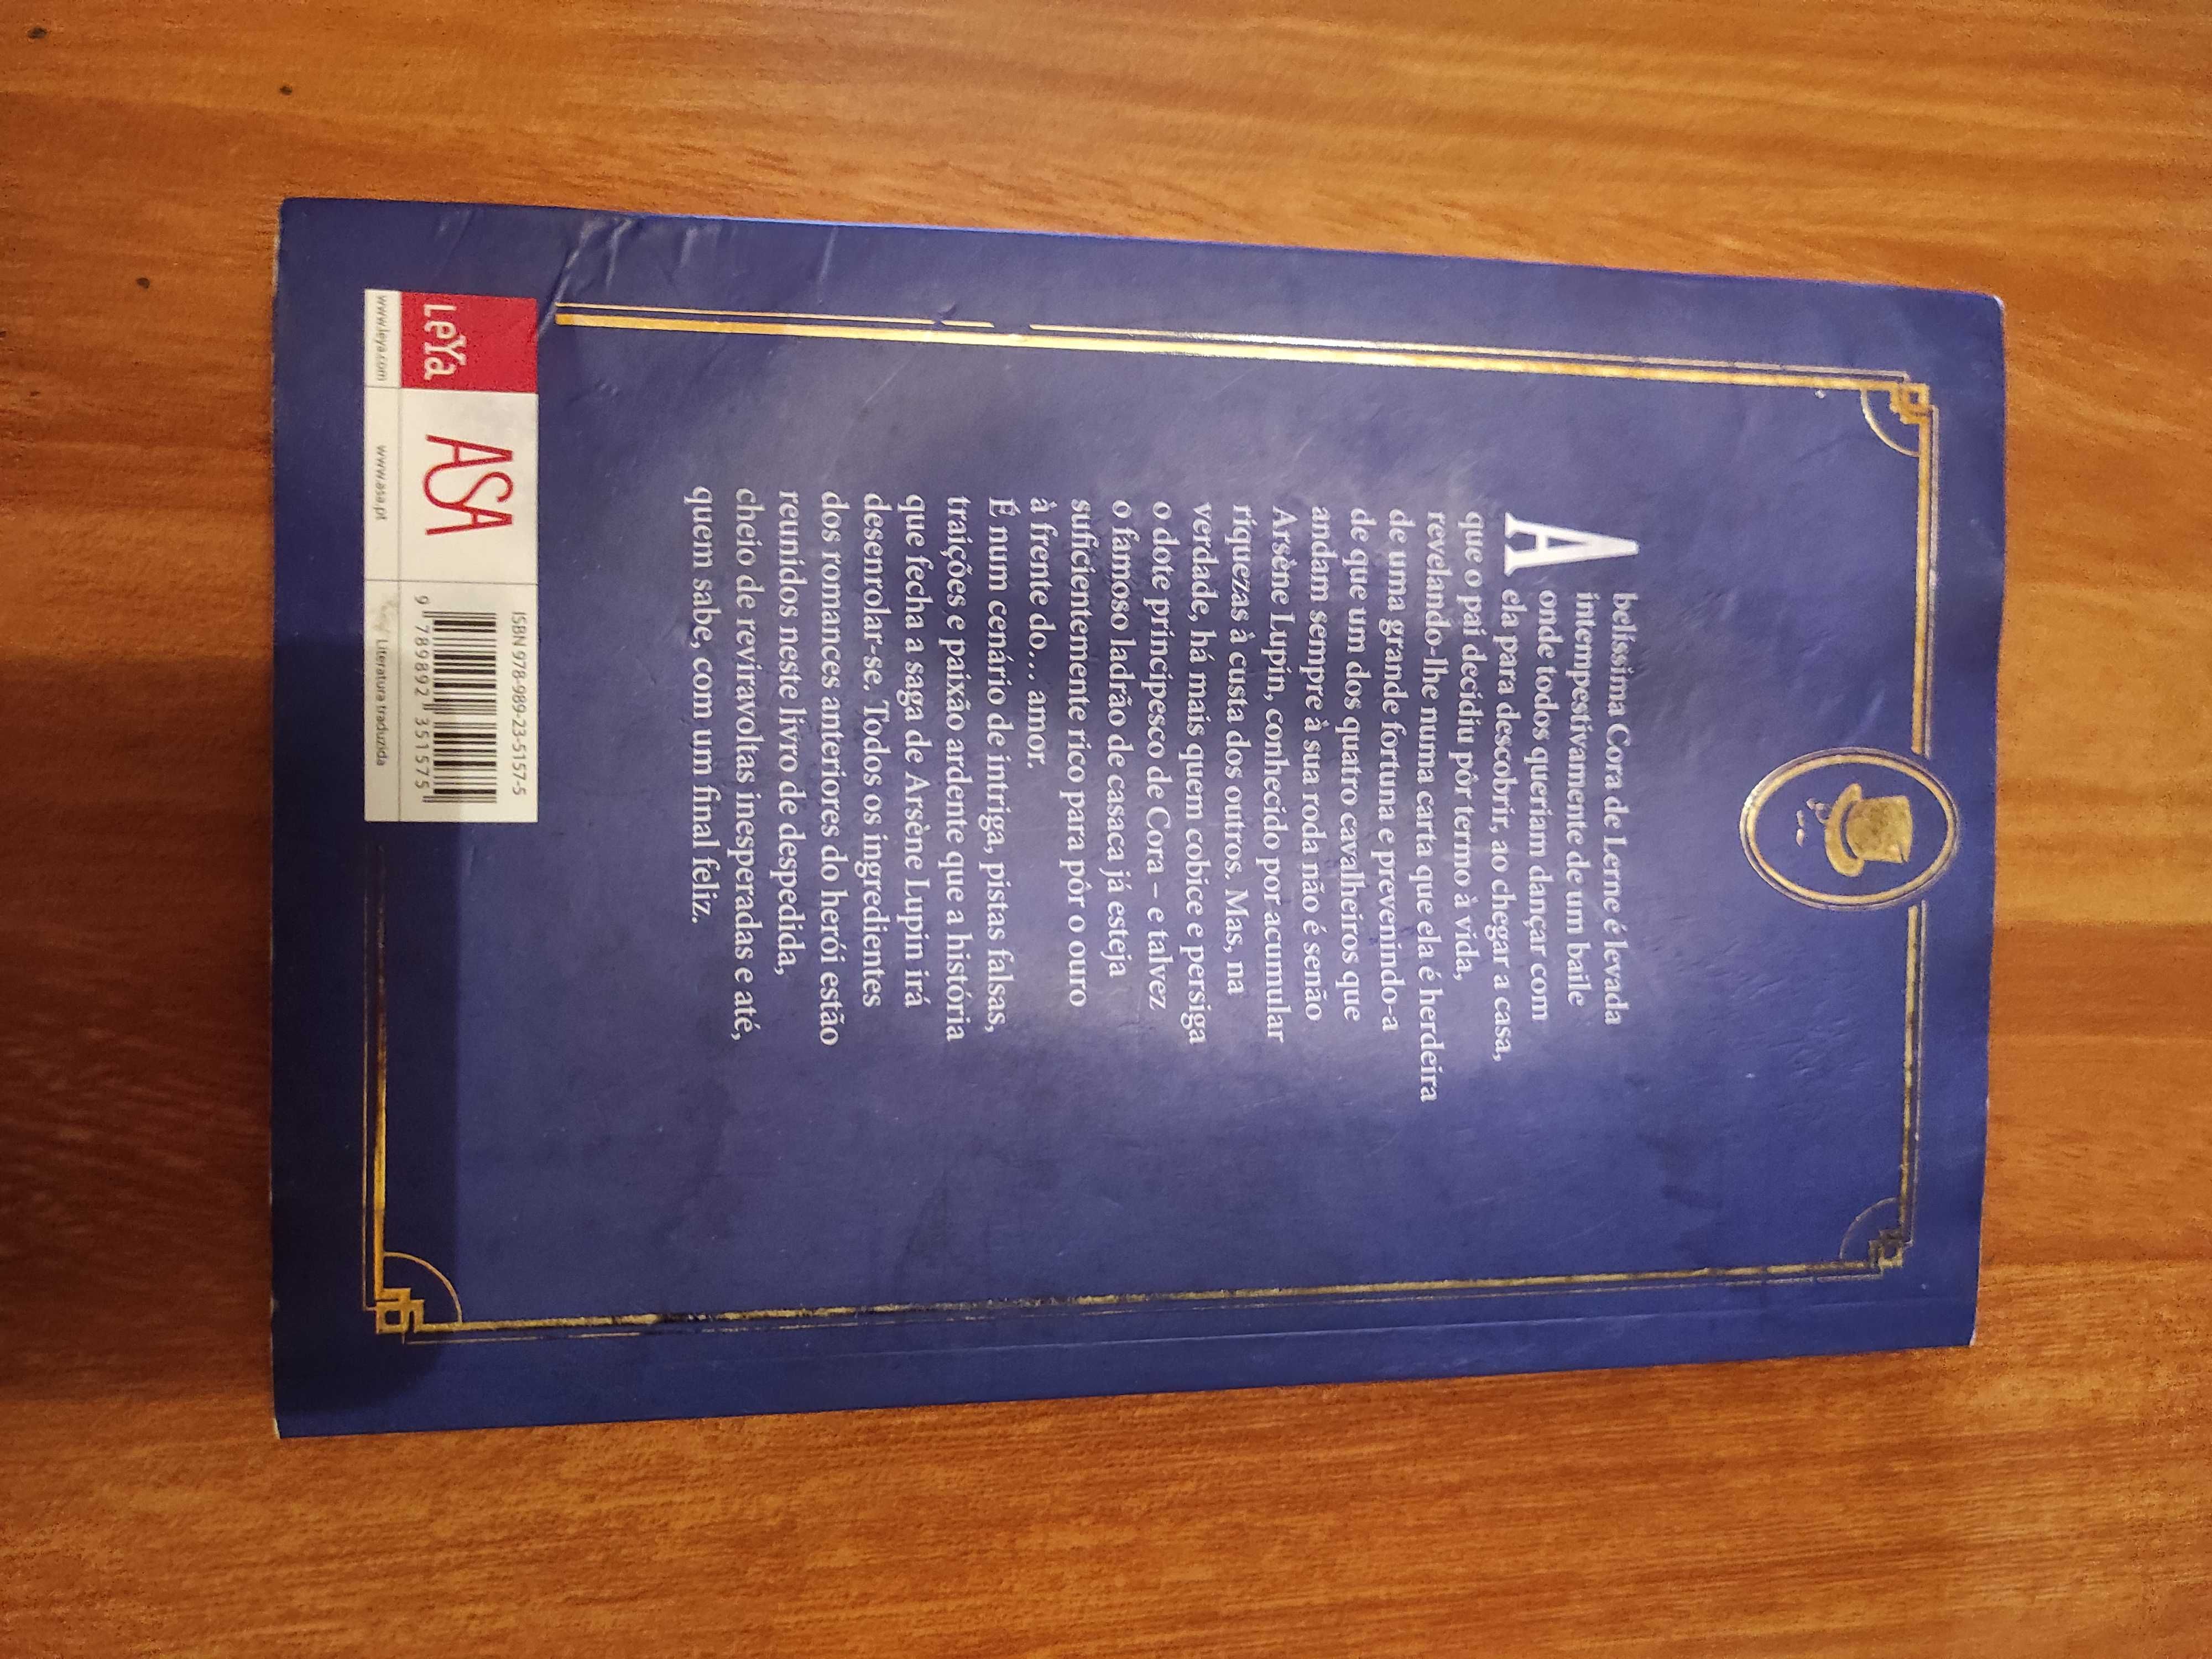 A belíssima Cora de Lerne é levada
intempestivamente de um baile
onde todos queriam dançar com
ela para descobrir, ao chegar a casa,
que o pai decidiu pôr termo à vida,
revelando-lhe numa carta que ela é herdeira
de uma grande fortuna e prevenindo-a
de que um dos quatro cavalheiros que
andam sempre à sua roda não é senão
Arsène Lupin, conhecido por acumular
riquezas à custa dos outros. Mas, na
verdade, há mais quem cobice e persiga
o dote principesco de Cora – e talvez
o famoso ladrão de casaca já esteja
suficientemente rico para pôr o ouro
à frente do... amor.
É num cenário de intriga, pistas falsas,
traições e paixão ardente que a história
que fecha a saga de Arsène Lupin irá
desenrolar-se. Todos os ingredientes
dos romances anteriores do herói estão
reunidos neste livro de despedida,
cheio de reviravoltas inesperadas e até,
quem sabe, com um final feliz.
LeYa
www.leya.com
ASA
www.asa.pt
ISBN 978-989-23-5157-5
9 789892 351575
Literatura traduzida